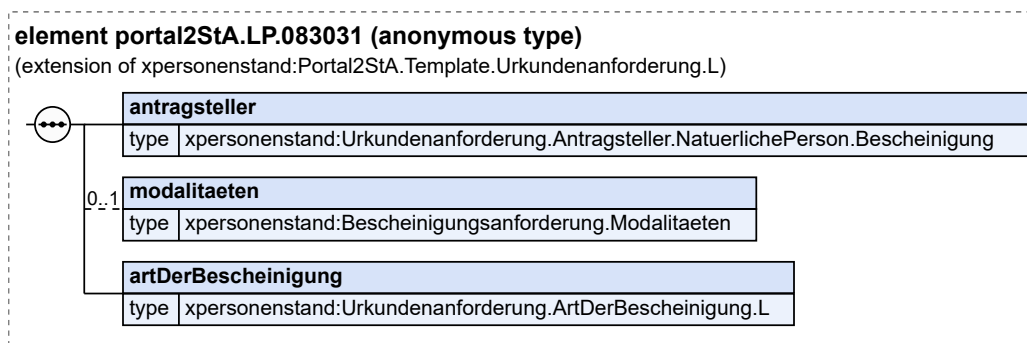 element portal2StA.LP.083031 (anonymous type)
(extension of xpersonenstand:Portal2StA.Template.Urkundenanforderung.L)
antragsteller
type xpersonenstand:Urkundenanforderung.Antragsteller.NatuerlichePerson.Bescheinigung
0..1
modalitaeten
type xpersonenstand:Bescheinigungsanforderung.Modalitaeten
artDerBescheinigung
type xpersonenstand:Urkundenanforderung.ArtDerBescheinigung.L